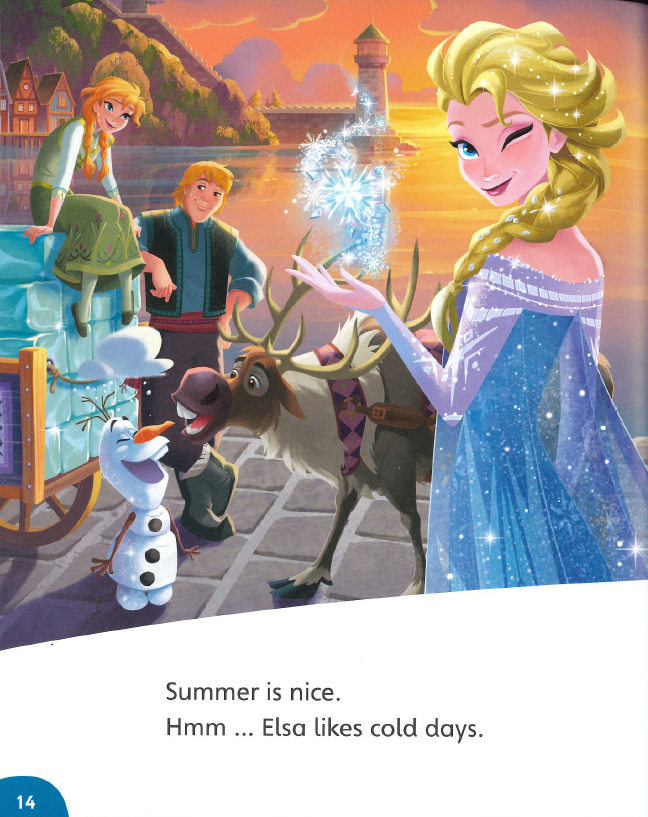 Summer is nice.
Hmm ... Elsa likes cold days.
14